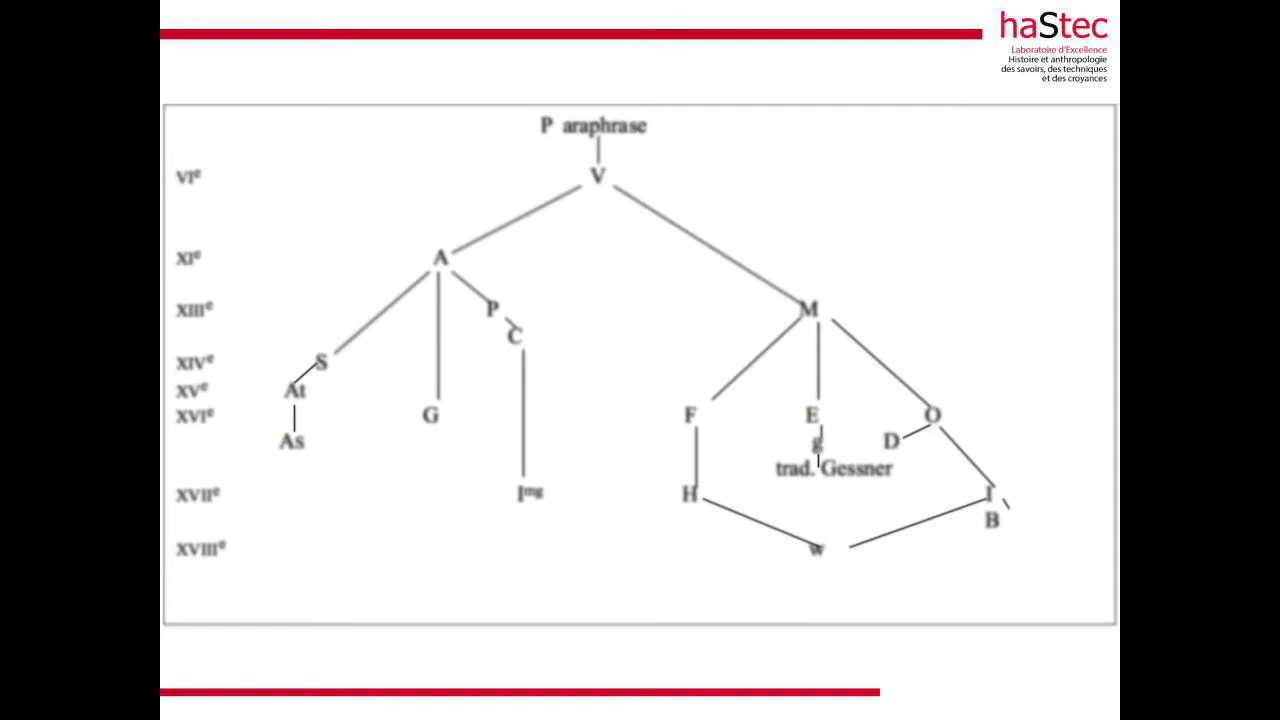 haStec
Laboratoire d'Excellence
Histoire et anthropologie
des savoirs, des techniques
et des croyances
P araphrase
VIᵉ V
XIᵉ A
XIIIᵉ P M
C
XIVᵉ S
XVᵉ At
XVIᵉ G F E O
As g D
trad. Gessner
XVIIᵉ Iᵐᵍ H I
B
XVIIIᵉ w